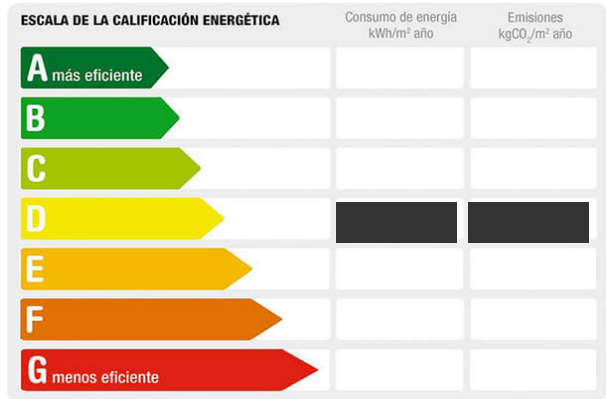 ESCALA DE LA CALIFICACIÓN ENERGÉTICA
Consumo de energía
kWh/m² año
Emisiones
kgCO₂/m² año
A más eficiente
B
C
D
E
F
G menos eficiente